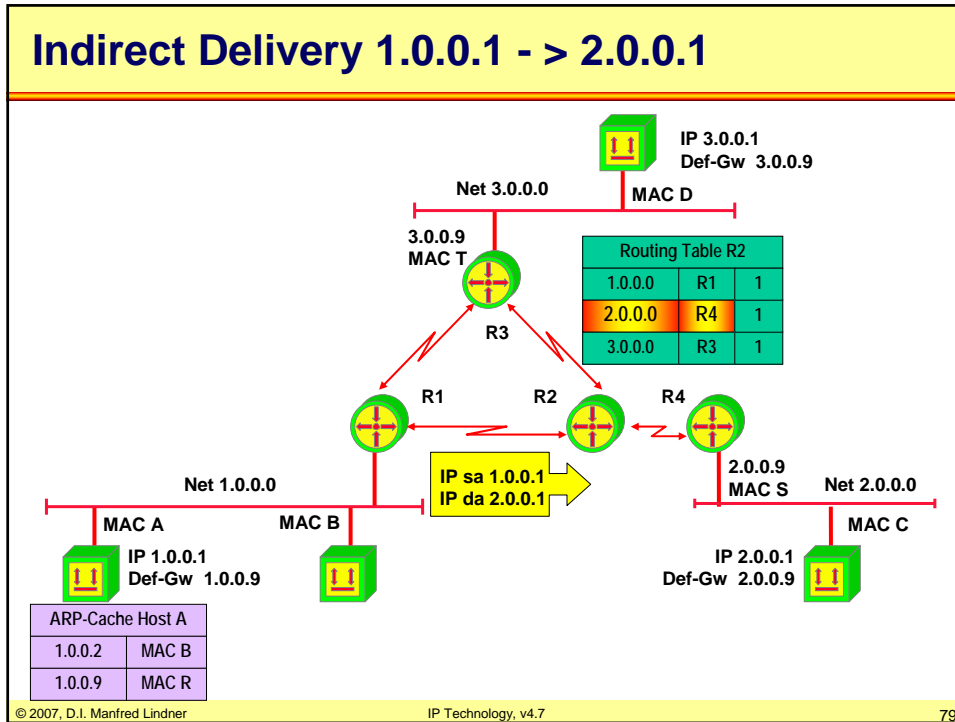 Indirect Delivery 1.0.0.1 - > 2.0.0.1
IP 3.0.0.1
Def-Gw 3.0.0.9
Net 3.0.0.0
MAC D
3.0.0.9
MAC T
Routing Table R2
1.0.0.0 R1 1
2.0.0.0 R4 1
3.0.0.0 R3 1
R3
R1
R2
R4
IP sa 1.0.0.1
IP da 2.0.0.1
2.0.0.9
MAC S
Net 1.0.0.0
Net 2.0.0.0
MAC A
MAC B
MAC C
IP 1.0.0.1
Def-Gw 1.0.0.9
IP 2.0.0.1
Def-Gw 2.0.0.9
ARP-Cache Host A
1.0.0.2 MAC B
1.0.0.9 MAC R
© 2007, D.I. Manfred Lindner
IP Technology, v4.7
79